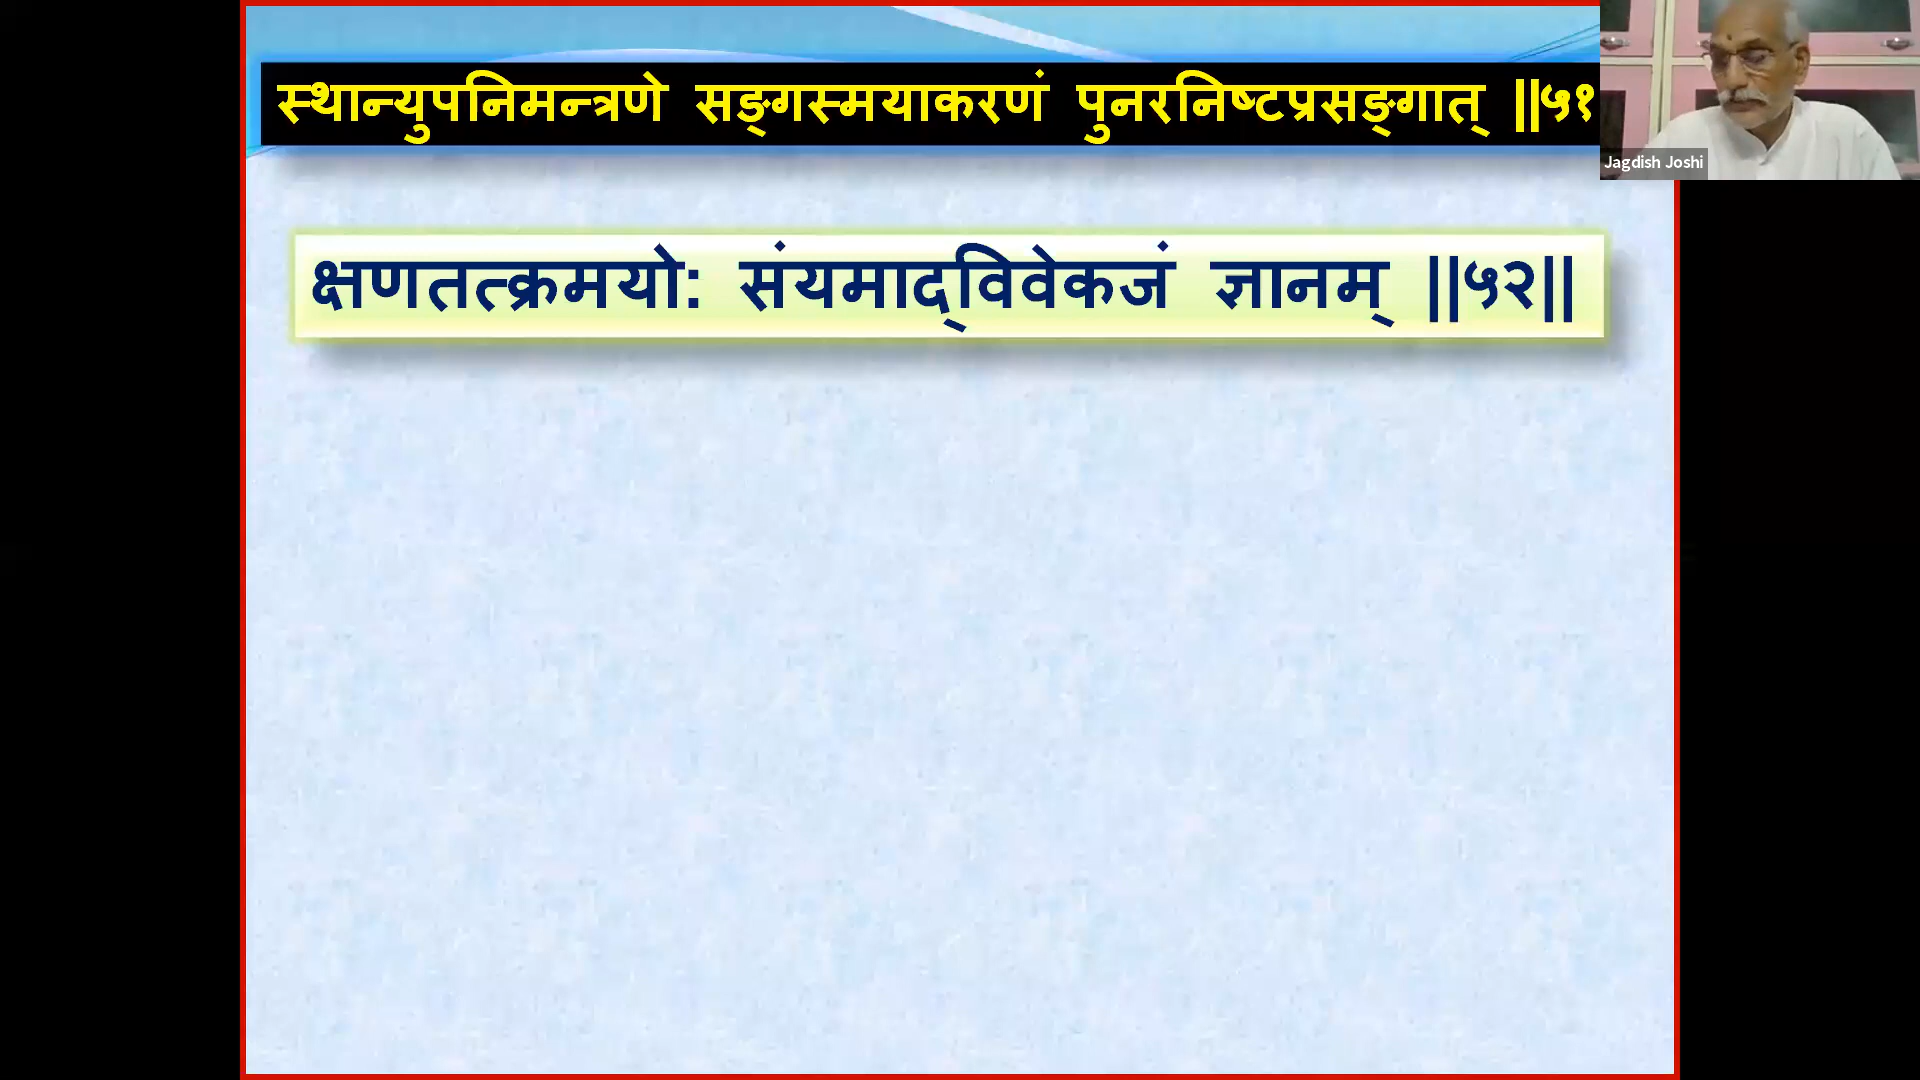 स्थान्युपनिमन्त्रणे सङ्गस्मयाकरणं पुनरनिष्टप्रसङ्गात् ||५१
Jagdish Joshi
क्षणतत्क्रमयो: संयमाद्विवेकजं ज्ञानम् ||५२||